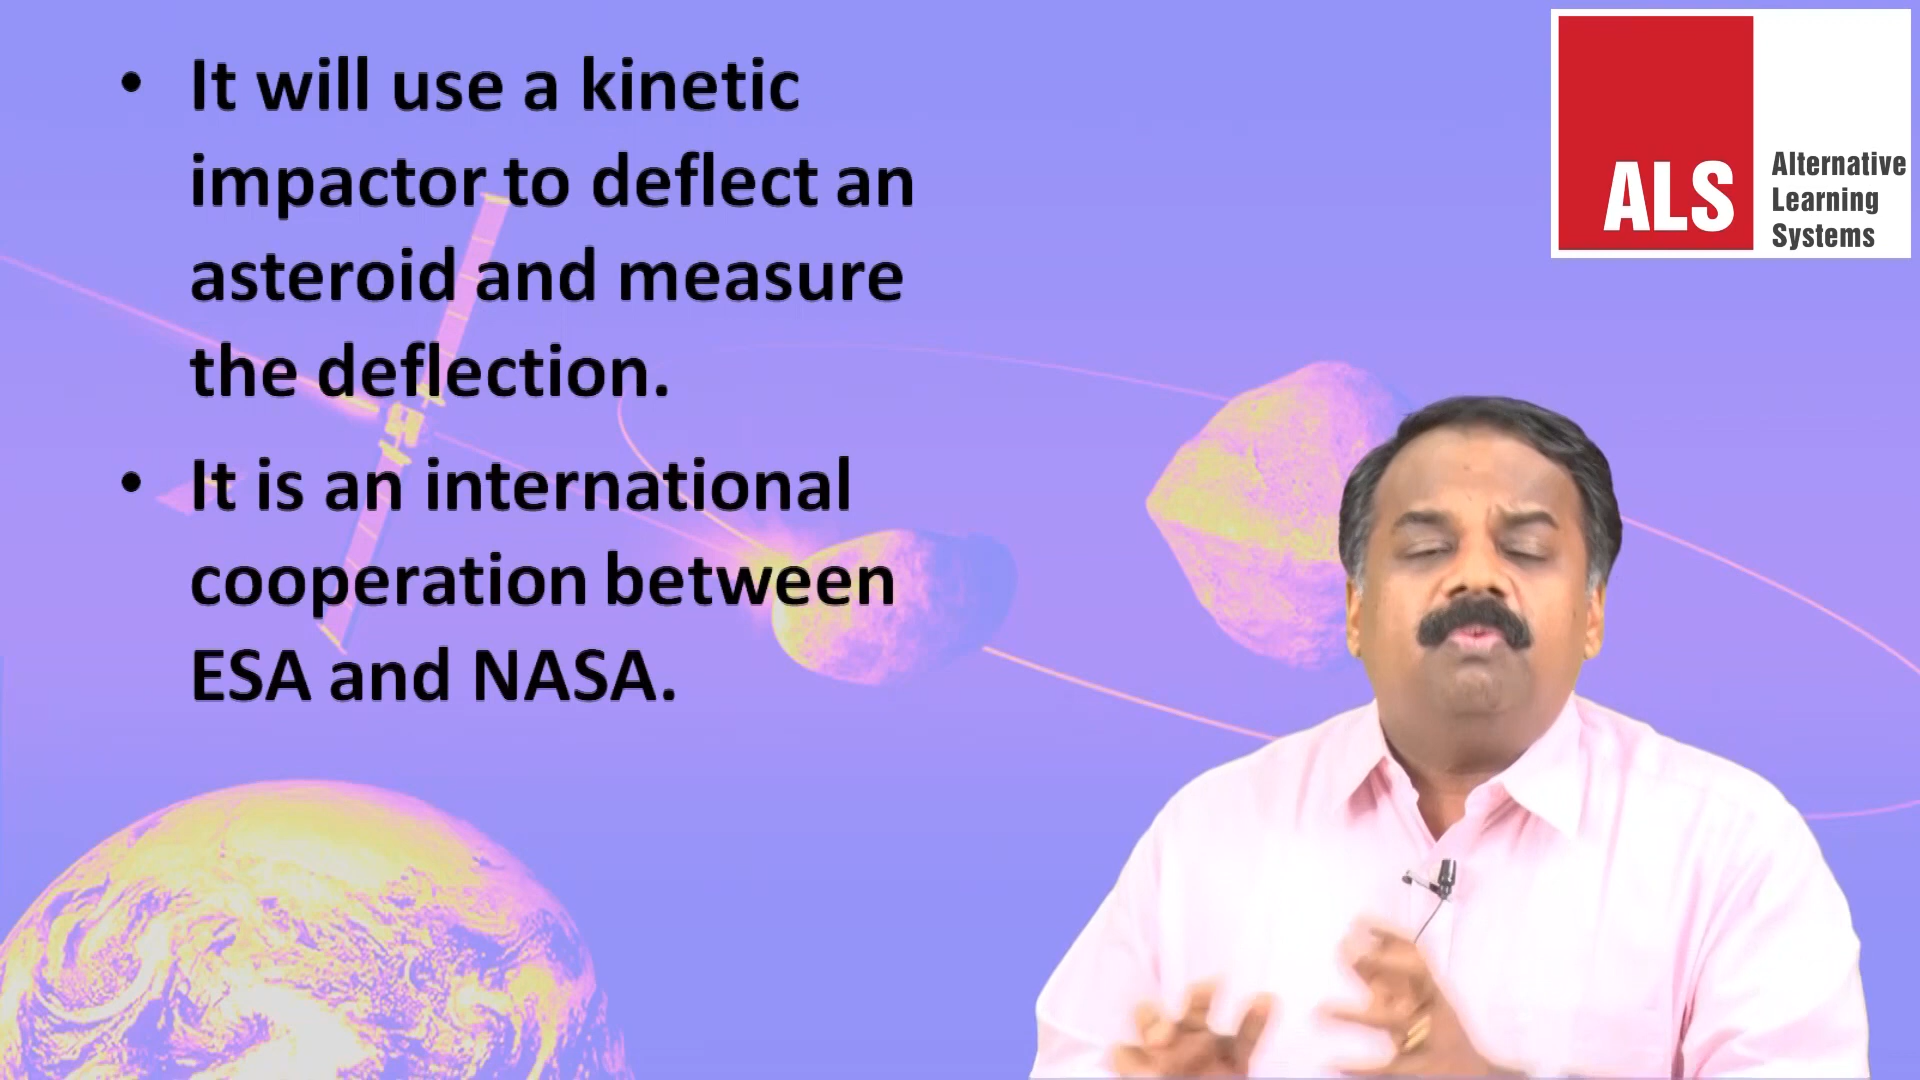 • It will use a kinetic
impactor to deflect an
asteroid and measure
the deflection.
• It is an international
cooperation between
ESA and NASA.
ALS
Alternative
Learning
Systems